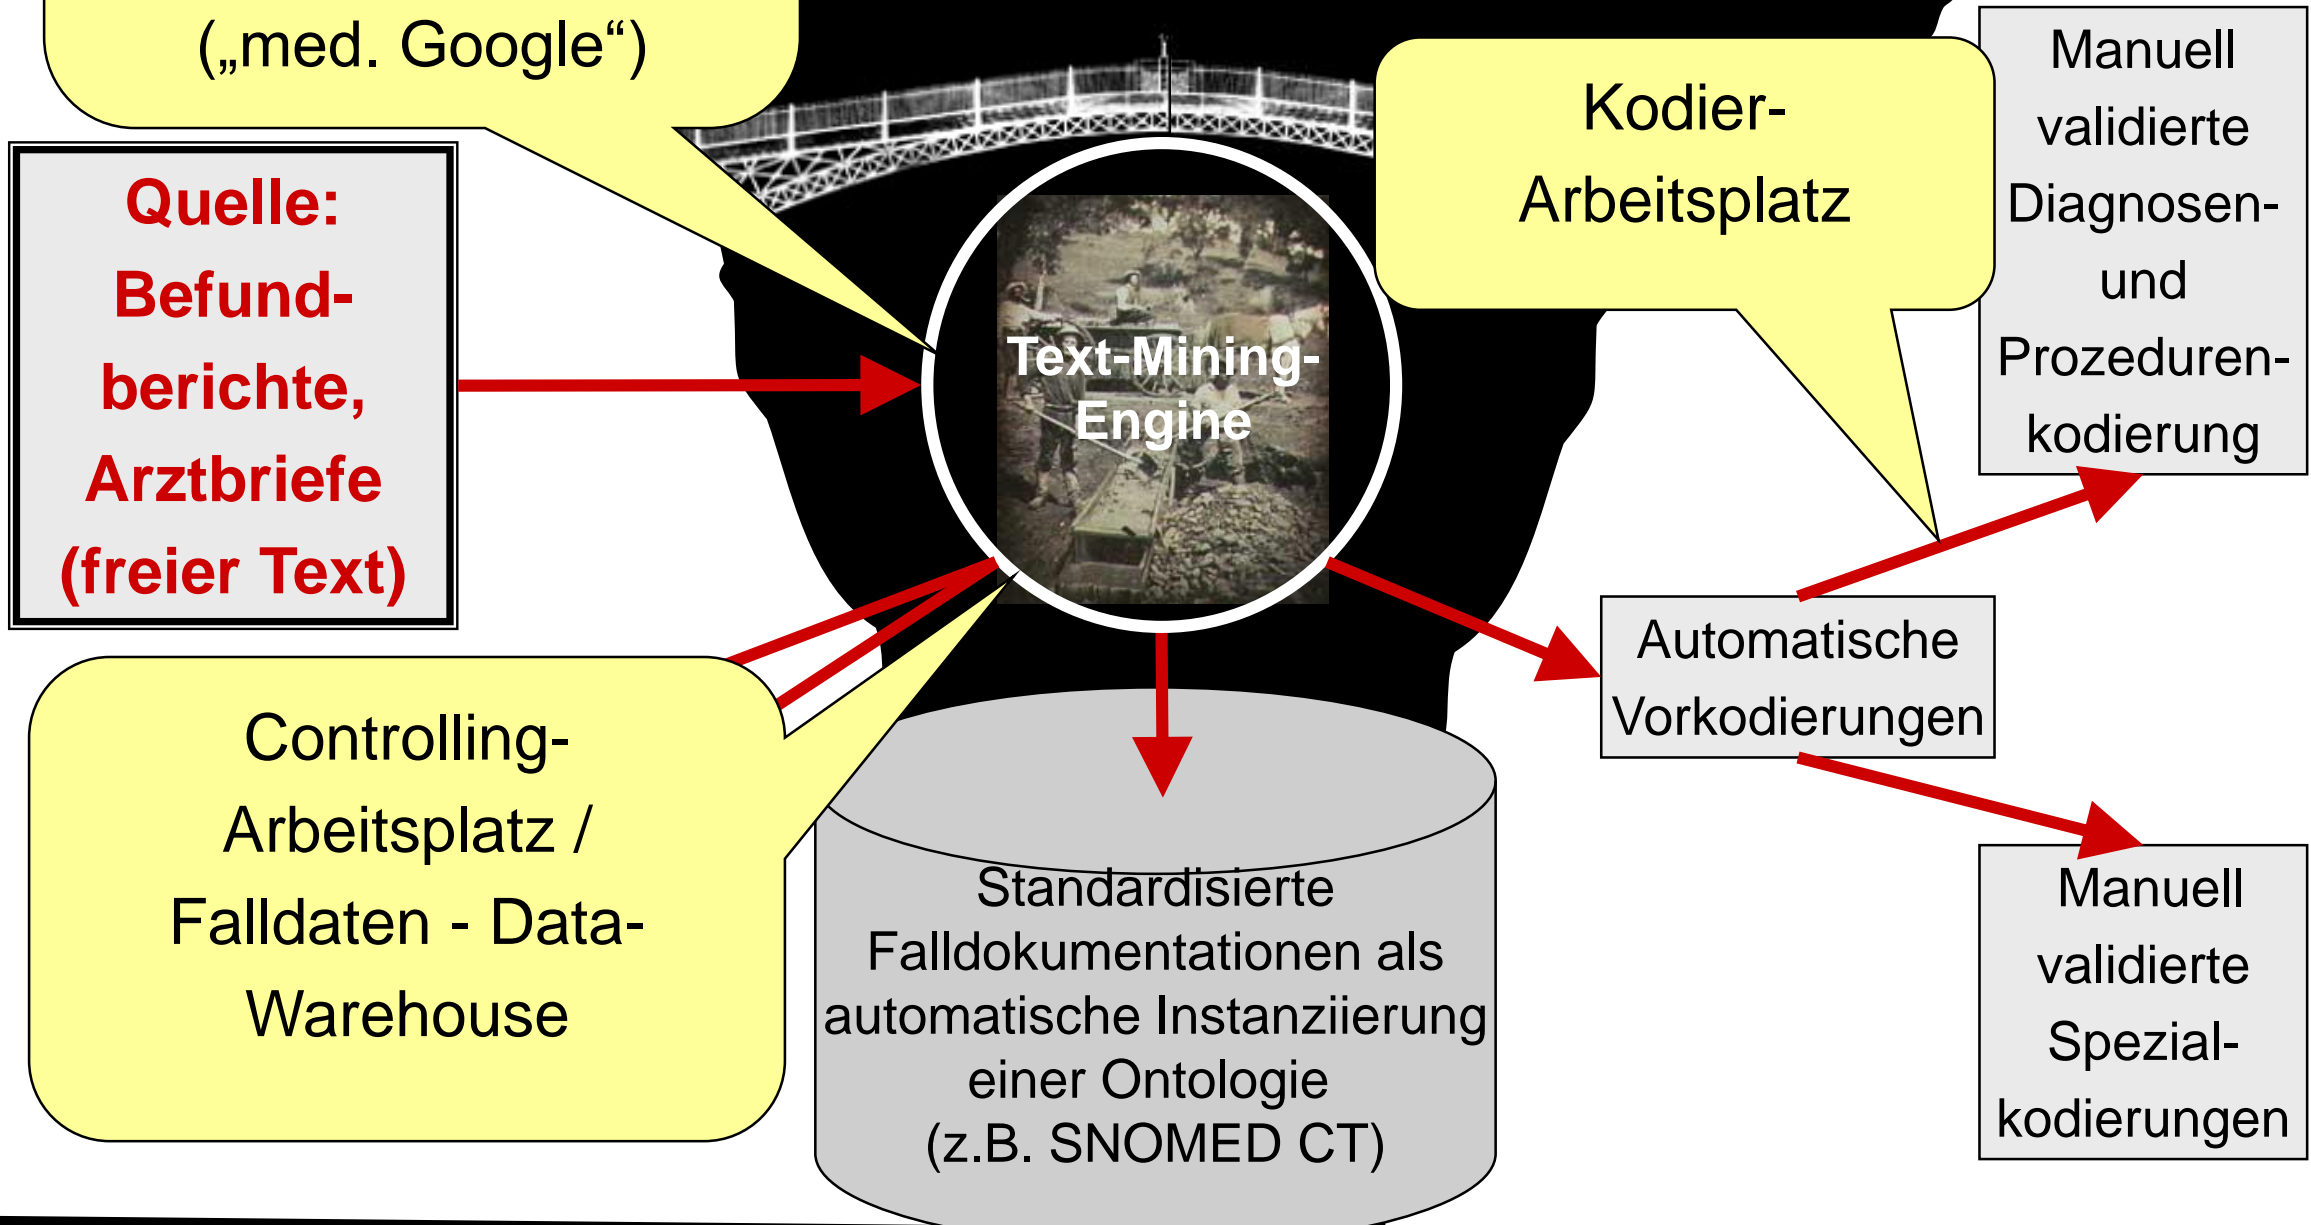 („med. Google“)
Quelle:
Befund-
berichte,
Arztbriefe
(freier Text)
Text-Mining-
Engine
Kodier-
Arbeitsplatz
Manuell
validierte
Diagnosen-
und
Prozeduren-
kodierung
Automatische
Vorkodierungen
Controlling-
Arbeitsplatz /
Falldaten - Data-
Warehouse
Standardisierte
Falldokumentationen als
automatische Instanziierung
einer Ontologie
(z.B. SNOMED CT)
Manuell
validierte
Spezial-
kodierungen